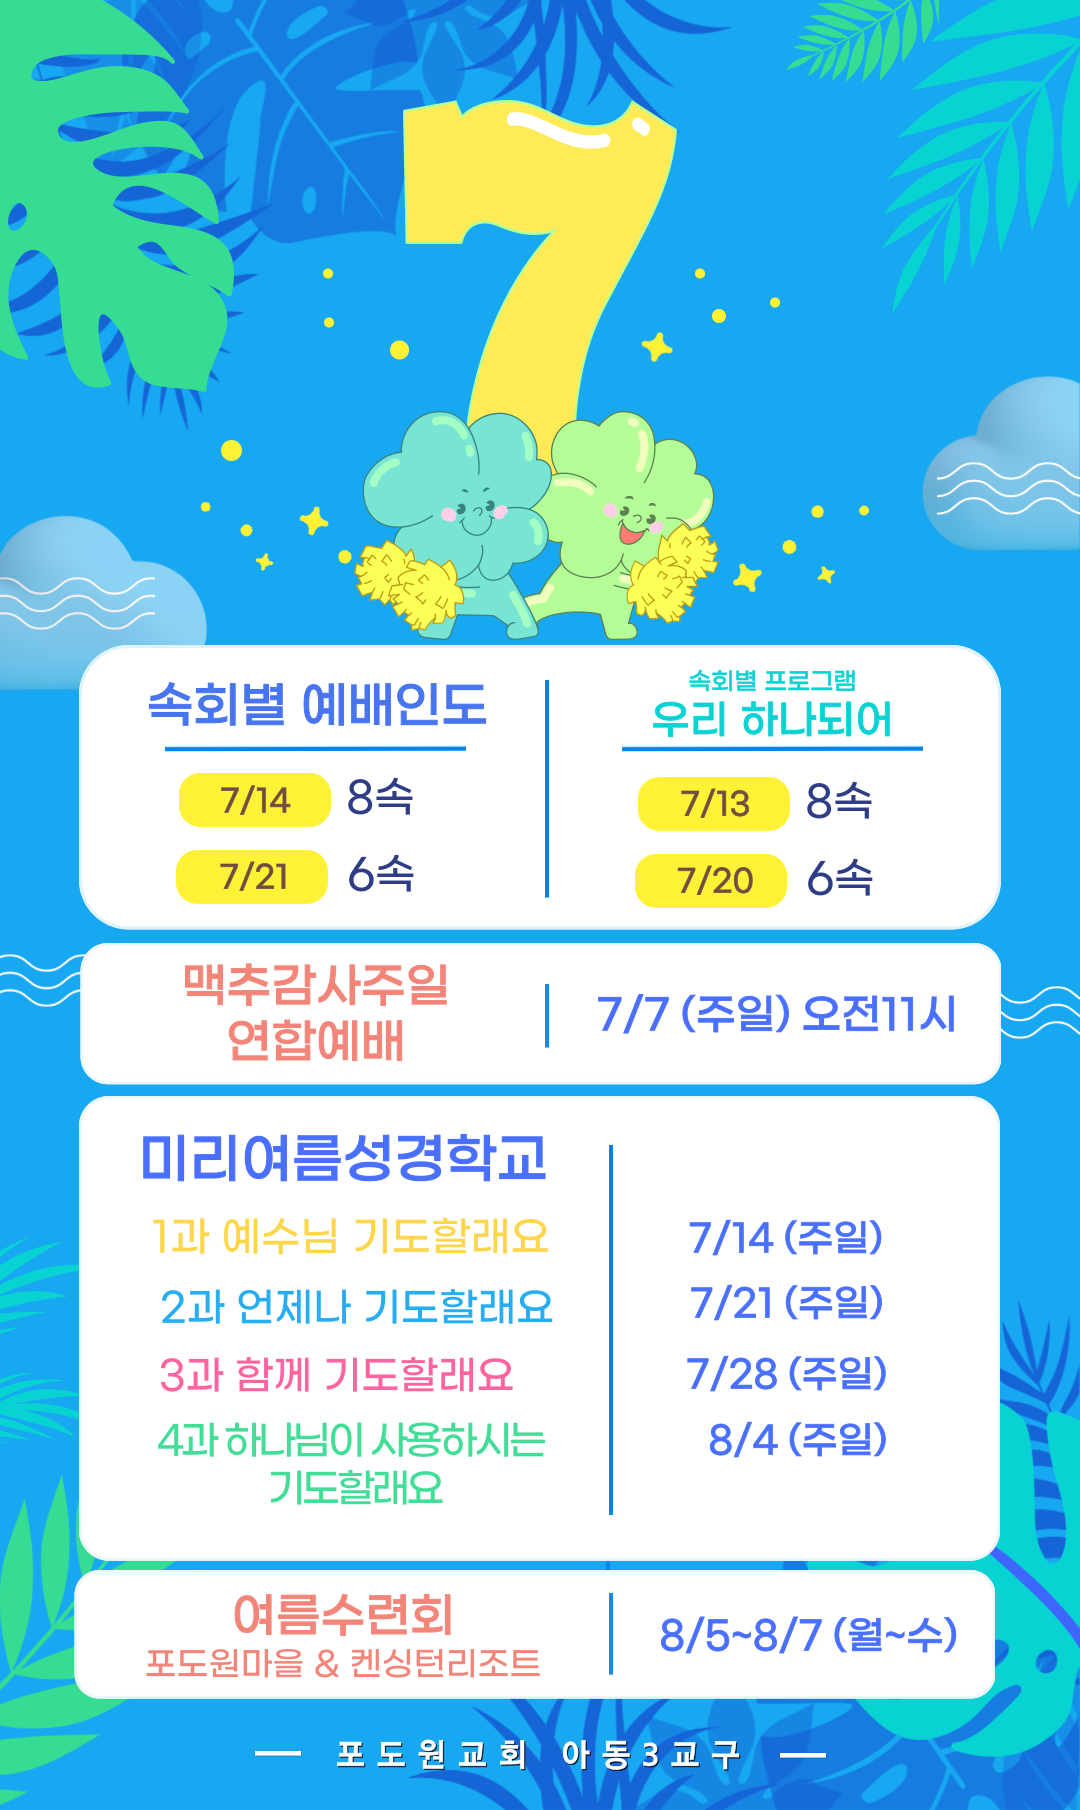 7
속회별 예배인도
7/14 8속
7/21 6속
속회별 프로그램
우리 하나되어
7/13 8속
7/20 6속
맥추감사주일
연합예배
7/7 (주일) 오전11시
미리여름성경학교
1과 예수님 기도할래요
7/14 (주일)
2과 언제나 기도할래요
7/21 (주일)
3과 함께 기도할래요
7/28 (주일)
4과 하나님이 사용하시는
기도할래요
8/4 (주일)
여름수련회
포도원마을 & 켄싱턴리조트
8/5~8/7 (월~수)
포도원교회 아동3교구